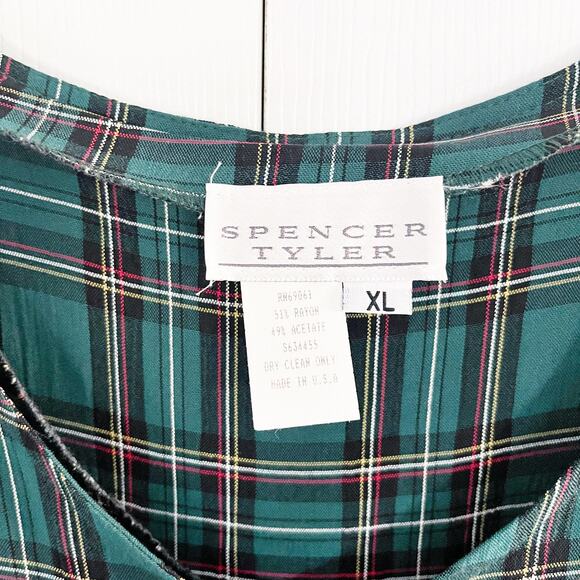 SPENCER
TYLER
XL
RN69061
51% RAYON
49% ACETATE
S634455
DRY CLEAN ONLY
MADE IN U.S.A